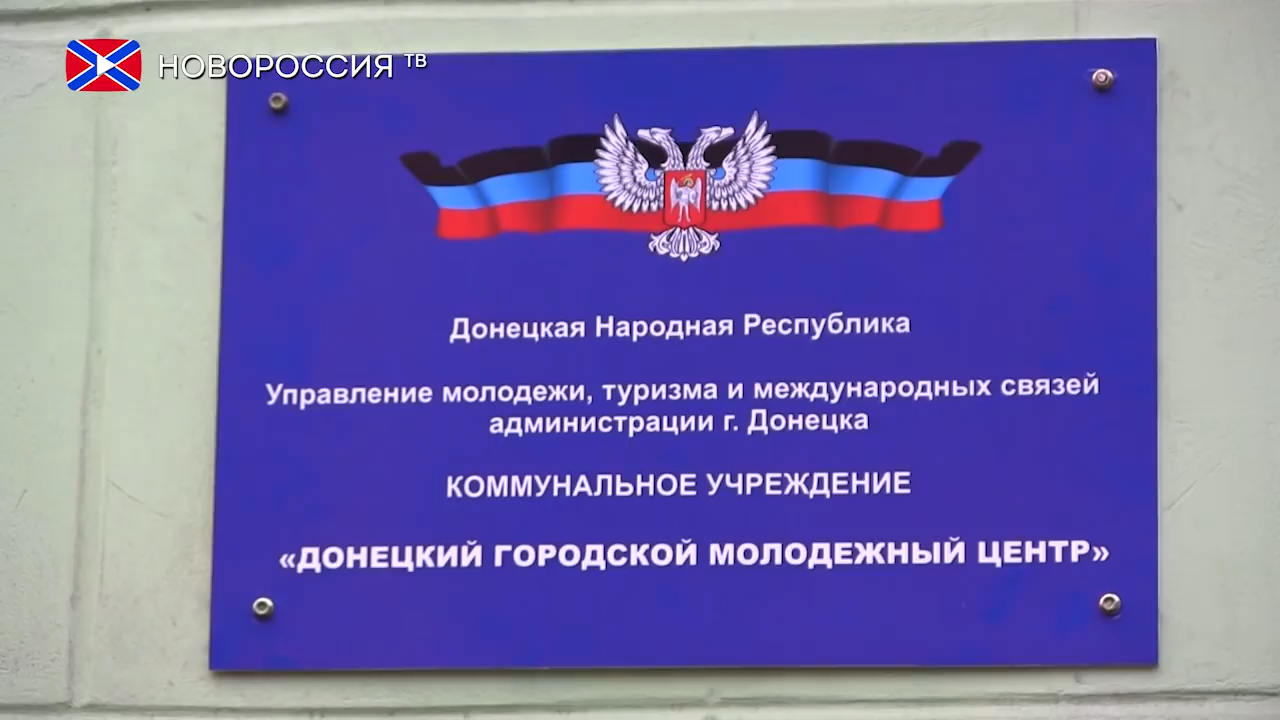 НОВОРОССИЯ ТВ
Донецкая Народная Республика
Управление молодежи, туризма и международных связей
администрации г. Донецка
КОММУНАЛЬНОЕ УЧРЕЖДЕНИЕ
«ДОНЕЦКИЙ ГОРОДСКОЙ МОЛОДЕЖНЫЙ ЦЕНТР»